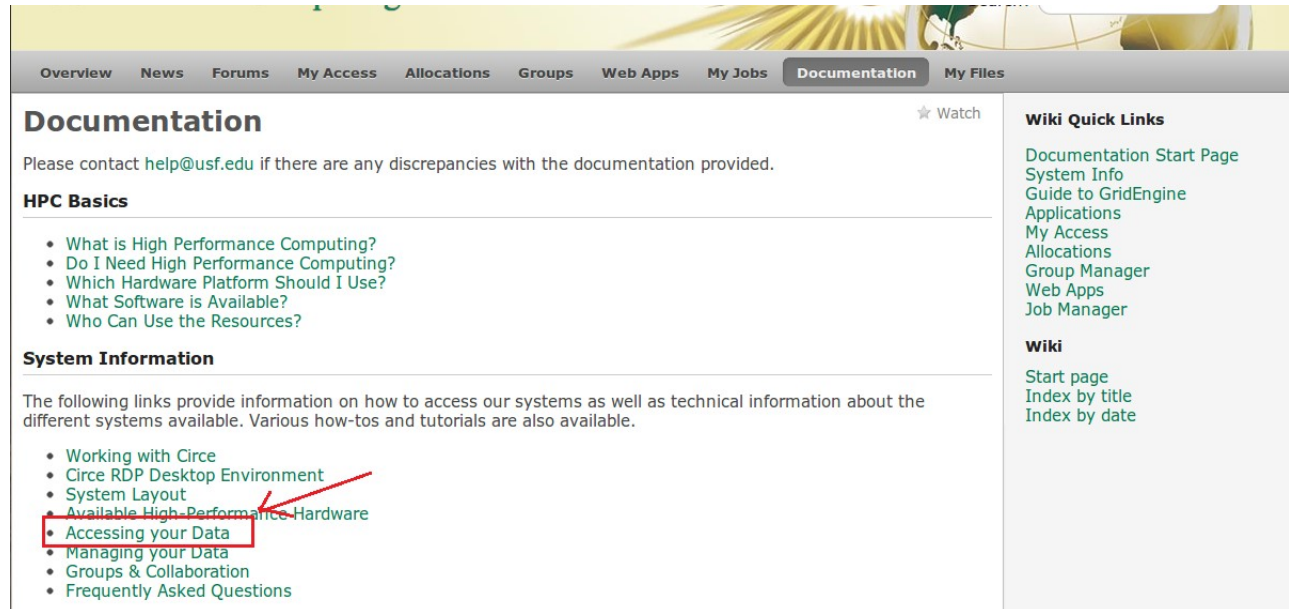 Overview News Forums My Access Allocations Groups Web Apps My Jobs Documentation My Files
Documentation
Watch
Please contact help@usf.edu if there are any discrepancies with the documentation provided.
HPC Basics
What is High Performance Computing?
Do I Need High Performance Computing?
Which Hardware Platform Should I Use?
What Software is Available?
Who Can Use the Resources?
System Information
The following links provide information on how to access our systems as well as technical information about the
different systems available. Various how-tos and tutorials are also available.
Working with Circe
Circe RDP Desktop Environment
System Layout
Available High-Performance Hardware
Accessing your Data
Managing your Data
Groups & Collaboration
Frequently Asked Questions
Wiki Quick Links
Documentation Start Page
System Info
Guide to GridEngine
Applications
My Access
Allocations
Group Manager
Web Apps
Job Manager
Wiki
Start page
Index by title
Index by date